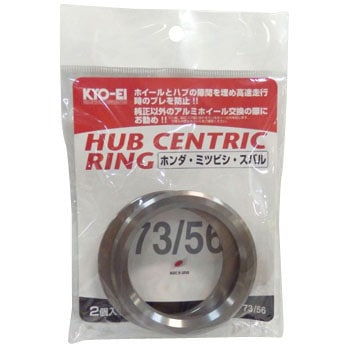 KYO-EI
ホイールとハブの隙間を埋め高速走行
時のブレを防止!!
純正以外のアルミホイール交換の際に
お勧め!!
HUB CENTRIC
RING
ホンダ・ミツビシ・スバル
73/56
MADE IN JAPAN
2個入
73/56